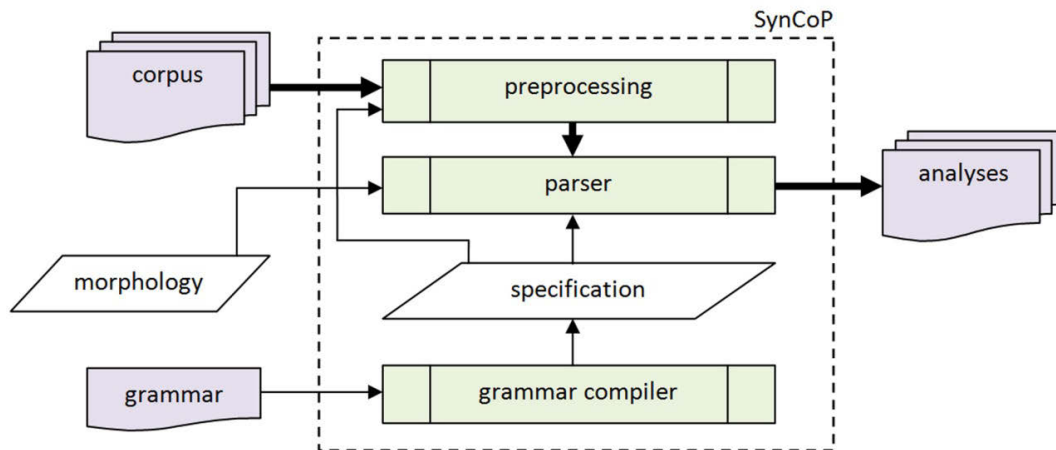 SynCoP
corpus
preprocessing
parser
analyses
morphology
specification
grammar
grammar compiler